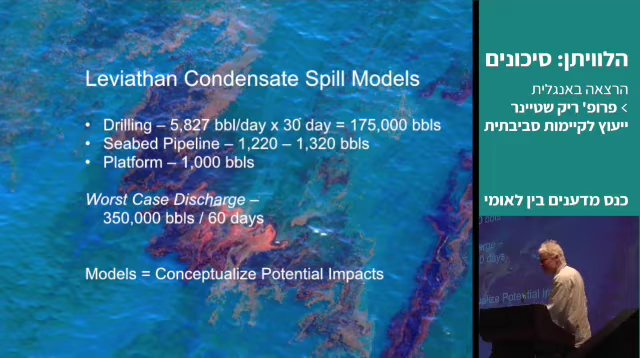 Leviathan Condensate Spill Models
• Drilling – 5,827 bbl/day x 30 day = 175,000 bbls
• Seabed Pipeline – 1,220 – 1,320 bbls
• Platform – 1,000 bbls
Worst Case Discharge –
350,000 bbls / 60 days
Models = Conceptualize Potential Impacts
הלוויתן: סיכונים
הרצאה באנגלית
> פרופ' ריק שטיינר
ייעוץ לקיימות סביבתית
כנס מדענים בין לאומי